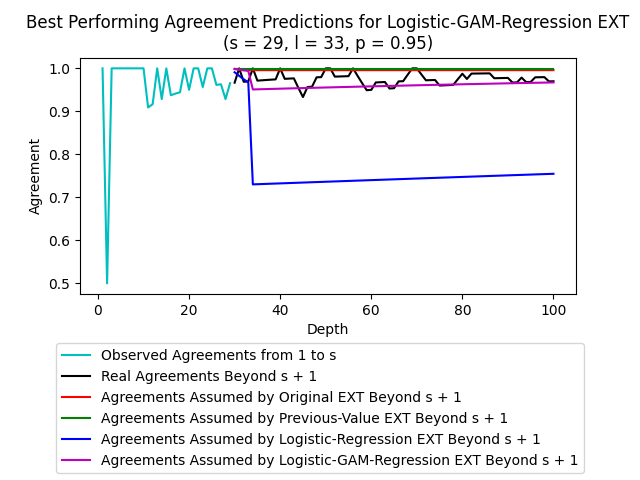 Best Performing Agreement Predictions for Logistic-GAM-Regression EXT
(s = 29, l = 33, p = 0.95)
1.0
0.9
0.8
0.7
0.6
0.5
Agreement
0
20
40
60
80
100
Depth
Observed Agreements from 1 to s
Real Agreements Beyond s + 1
Agreements Assumed by Original EXT Beyond s + 1
Agreements Assumed by Previous-Value EXT Beyond s + 1
Agreements Assumed by Logistic-Regression EXT Beyond s + 1
Agreements Assumed by Logistic-GAM-Regression EXT Beyond s + 1